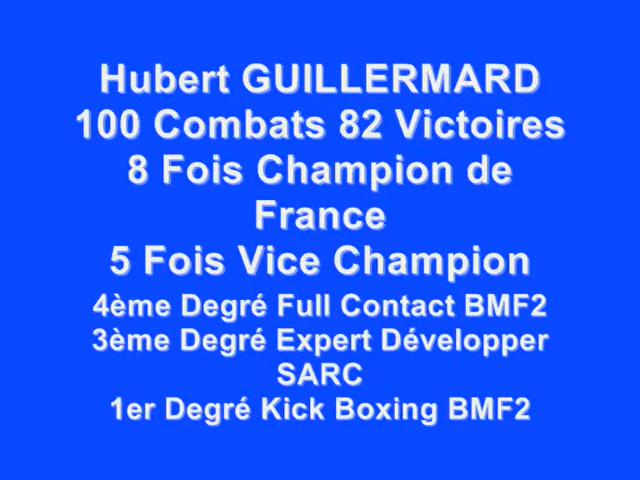 Hubert GUILLERMARD
100 Combats 82 Victoires
8 Fois Champion de
France
5 Fois Vice Champion
4ème Degré Full Contact BMF2
3ème Degré Expert Développer
SARC
1er Degré Kick Boxing BMF2